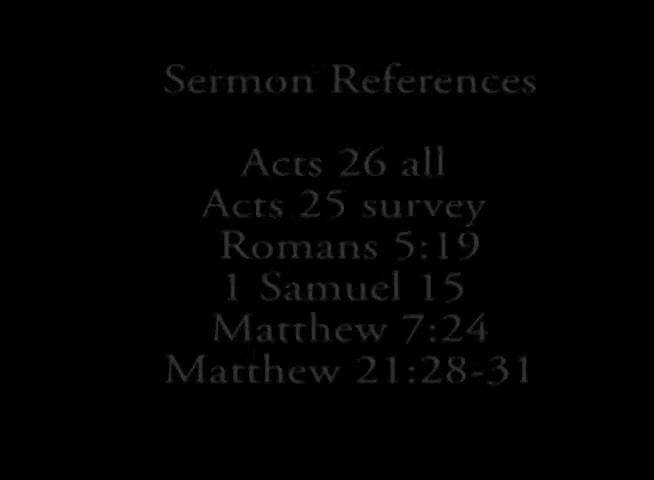 Sermon References
Acts 26 all
Acts 25 survey
Romans 5:19
1 Samuel 15
Matthew 7:24
Matthew 21:28-31